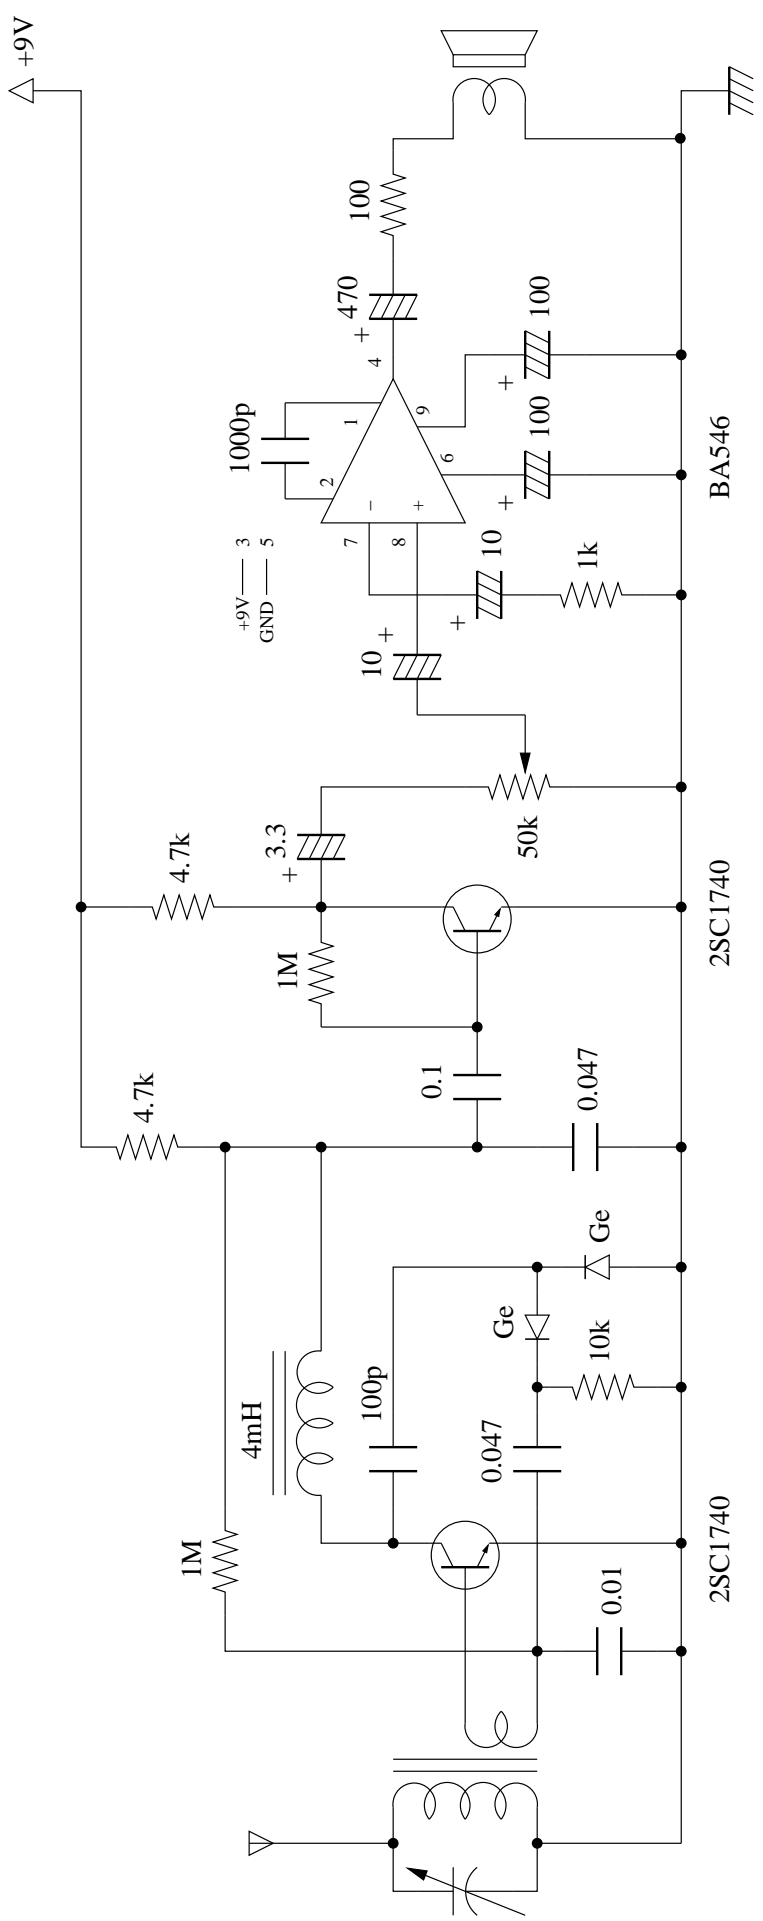 +9V
100
470
+
4
1
1000p
2
9
6
100
+
100
+
−
+
7
8
+9V 3
GND 5
10
+
1k
10
+
BA546
50k
3.3
+
4.7k
1M
2SC1740
0.1
4.7k
0.047
Ge
Ge
10k
4mH
100p
0.047
1M
0.01
2SC1740